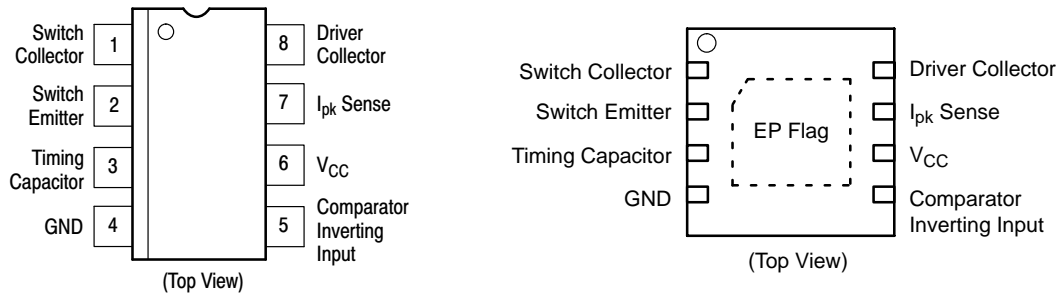 Switch
Collector
1
Switch
Emitter
2
Timing
Capacitor
3
GND
4
8
Driver
Collector
7
Ipk Sense
6
VCC
5
Comparator
Inverting
Input
(Top View)
Switch Collector
Switch Emitter
Timing Capacitor
GND
EP Flag
Driver Collector
Ipk Sense
VCC
Comparator
Inverting Input
(Top View)